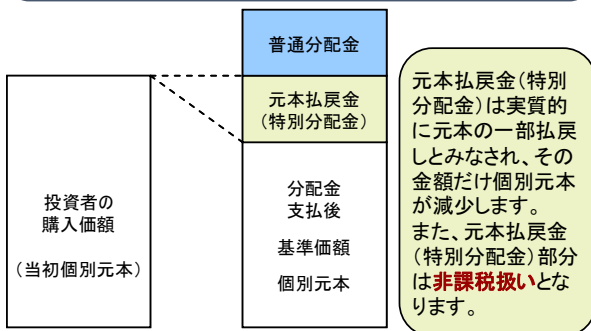 普通分配金
元本払戻金
（特別分配金）
投資者の
購入価額
（当初個別元本）
分配金
支払後
基準価額
個別元本
元本払戻金（特別
分配金）は実質的
に元本の一部払戻
しとみなされ、その
金額だけ個別元本
が減少します。
また、元本払戻金
（特別分配金）部分
は非課税扱いとな
ります。